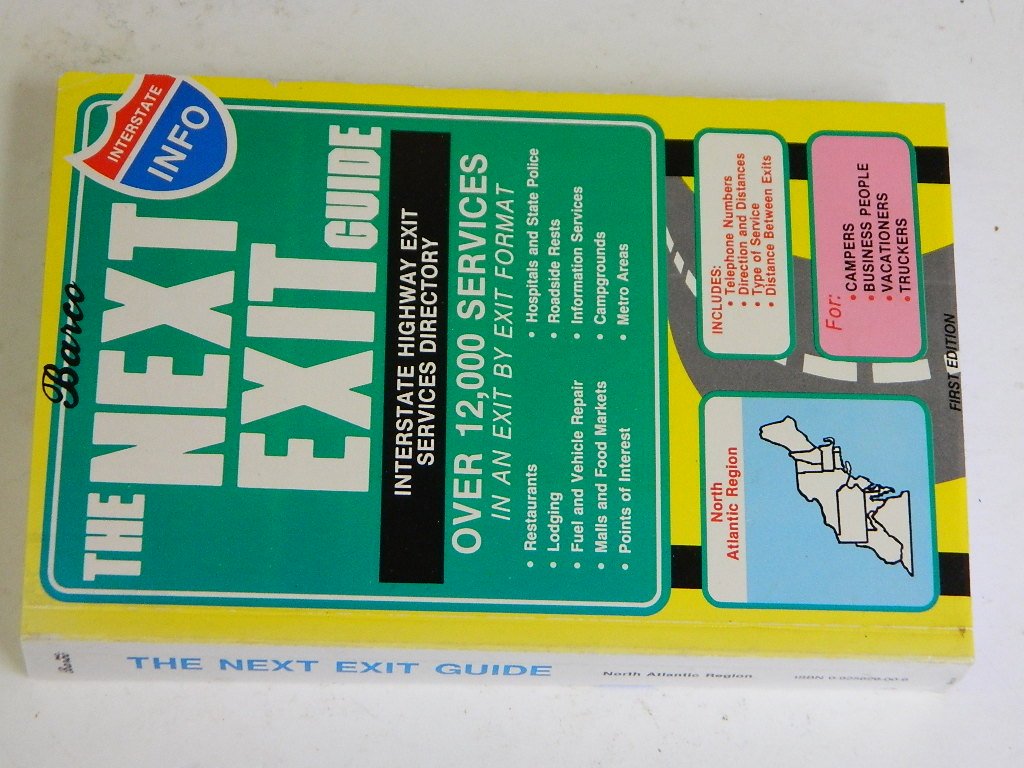 Barco
INTERSTATE
INFO
THE
NEXT
EXIT GUIDE
INTERSTATE HIGHWAY EXIT
SERVICES DIRECTORY
OVER 12,000 SERVICES
IN AN EXIT BY EXIT FORMAT
• Restaurants
• Lodging
• Fuel and Vehicle Repair
• Malls and Food Markets
• Points of Interest
• Hospitals and State Police
• Roadside Rests
• Information Services
• Campgrounds
• Metro Areas
North
Atlantic Region
INCLUDES:
• Telephone Numbers
• Direction and Distances
• Type of Service
• Distance Between Exits
For:
• CAMPERS
• BUSINESS PEOPLE
• VACATIONERS
• TRUCKERS
FIRST EDITION
Barco
THE NEXT EXIT GUIDE
North Atlantic Region
ISBN